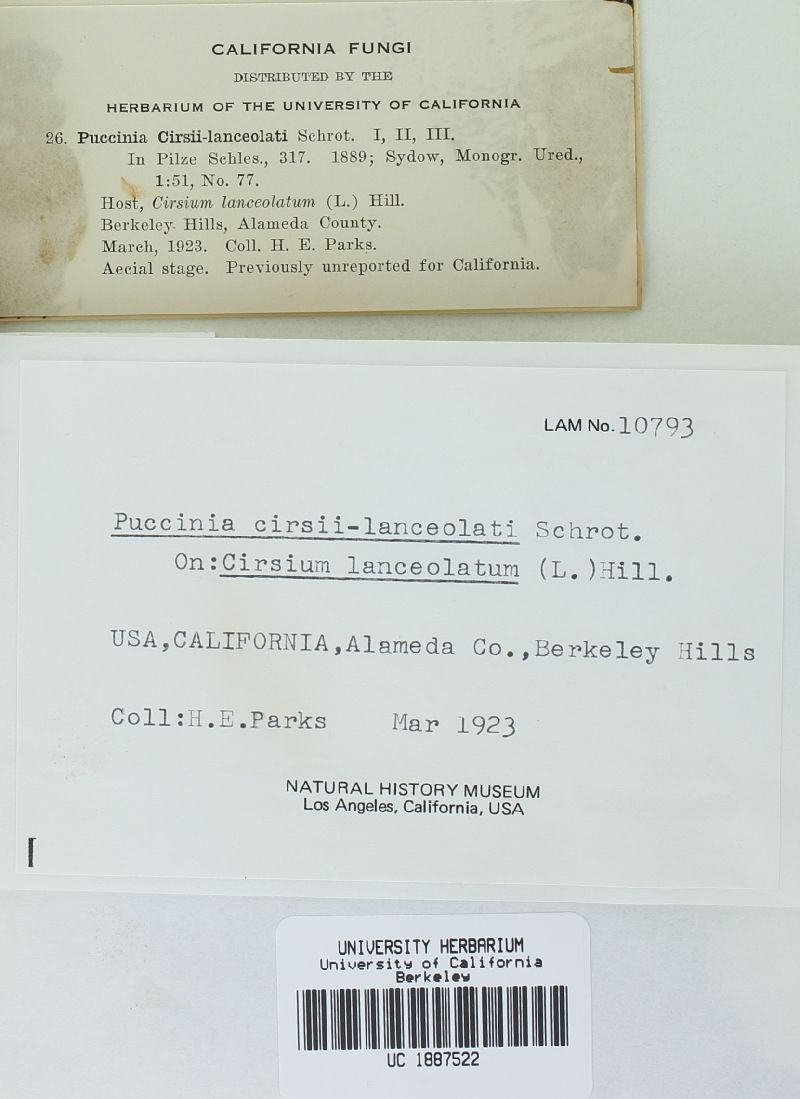 CALIFORNIA FUNGI
DISTRIBUTED BY THE
HERBARIUM OF THE UNIVERSITY OF CALIFORNIA
26. Puccinia Cirsii-lanceolati Schrot. I, II, III.
In Pilze Schles., 317. 1889; Sydow, Monogr. Ured.,
1:51, No. 77.
Host, Cirsium lanceolatum (L.) Hill.
Berkeley Hills, Alameda County.
March, 1923. Coll. H. E. Parks.
Aecial stage. Previously unreported for California.
LAM No. 10793
Puccinia cirsii-lanceolati Schrot.
On:Cirsium lanceolatum (L.)Hill.
USA,CALIFORNIA,Alameda Co.,Berkeley Hills
Coll:H.E.Parks Mar 1923
NATURAL HISTORY MUSEUM
Los Angeles, California, USA
UNIVERSITY HERBARIUM
University of California
Berkeley
UC 1887522